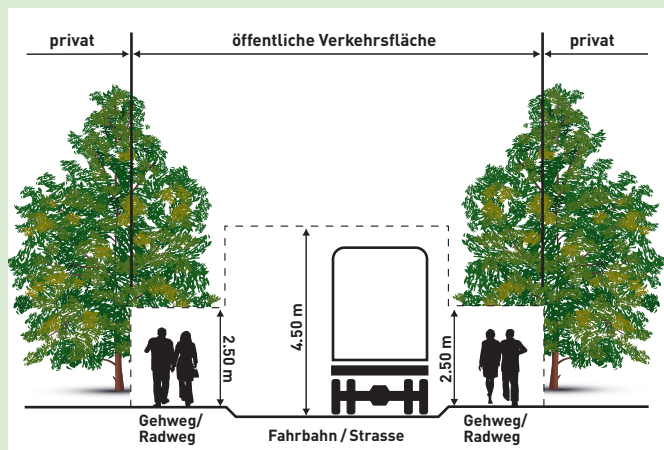 privat
öffentliche Verkehrsfläche
privat
2.50 m
4.50 m
2.50 m
Gehweg/
Radweg
Fahrbahn / Strasse
Gehweg/
Radweg